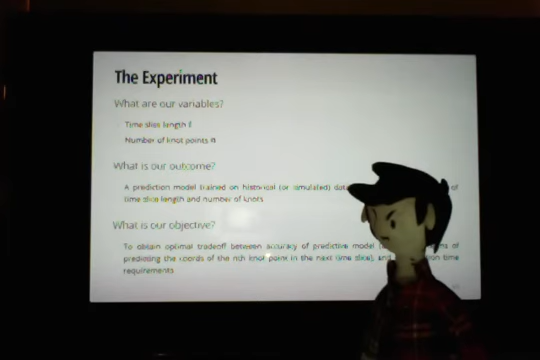 The Experiment
What are our variables?
Time slice length ℓ
Number of knot points n
What is our outcome?
A prediction model trained on historical (or simulated) of
time slice length and number of knots
What is our objective?
To obtain optimal tradeoff between accuracy of predictive model of
predicting the coords of the nth knot point in the next time slice), and time
requirements